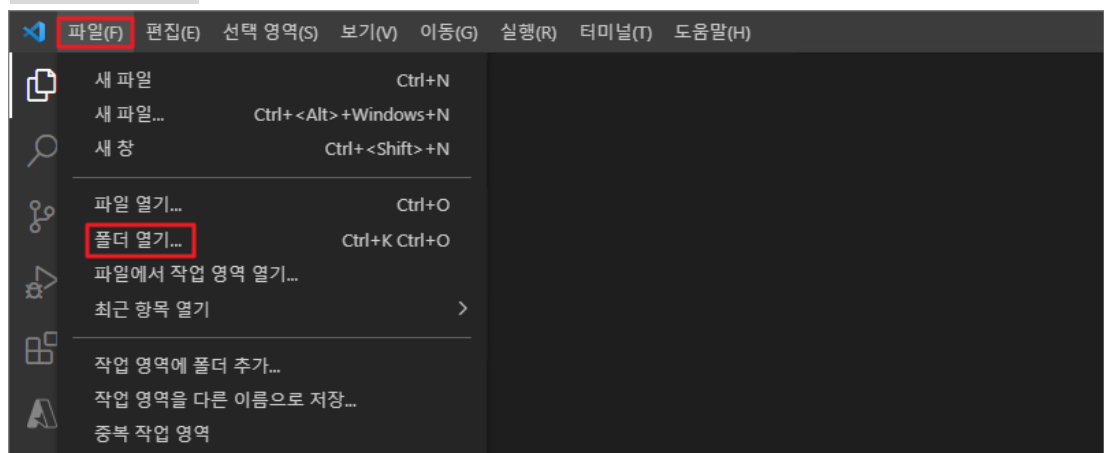 파일(F) 편집(E) 선택 영역(S) 보기(V) 이동(G) 실행(R) 터미널(T) 도움말(H)
새 파일 Ctrl+N
새 파일... Ctrl+<Alt>+Windows+N
새 창 Ctrl+<Shift>+N
파일 열기... Ctrl+O
폴더 열기... Ctrl+K Ctrl+O
파일에서 작업 영역 열기...
최근 항목 열기
작업 영역에 폴더 추가...
작업 영역을 다른 이름으로 저장...
중복 작업 영역